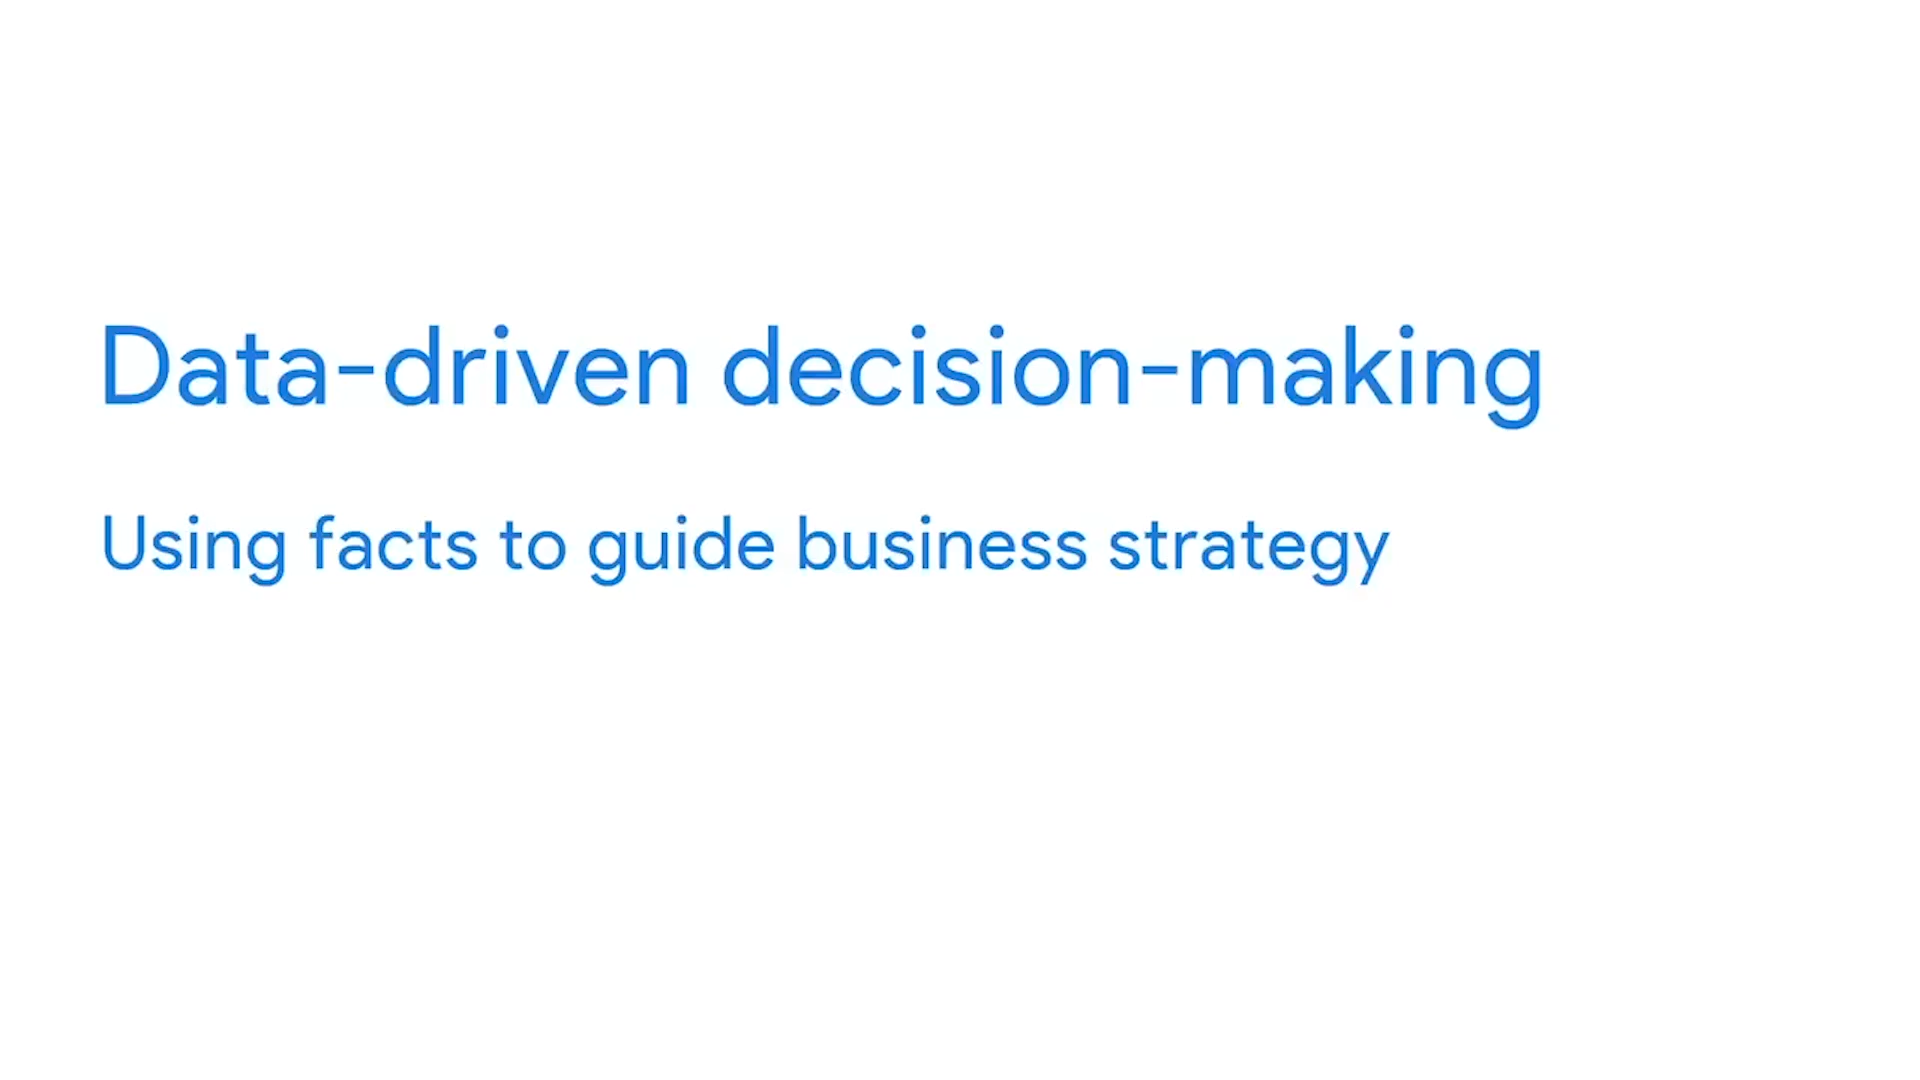 Data-driven decision-making
Using facts to guide business strategy